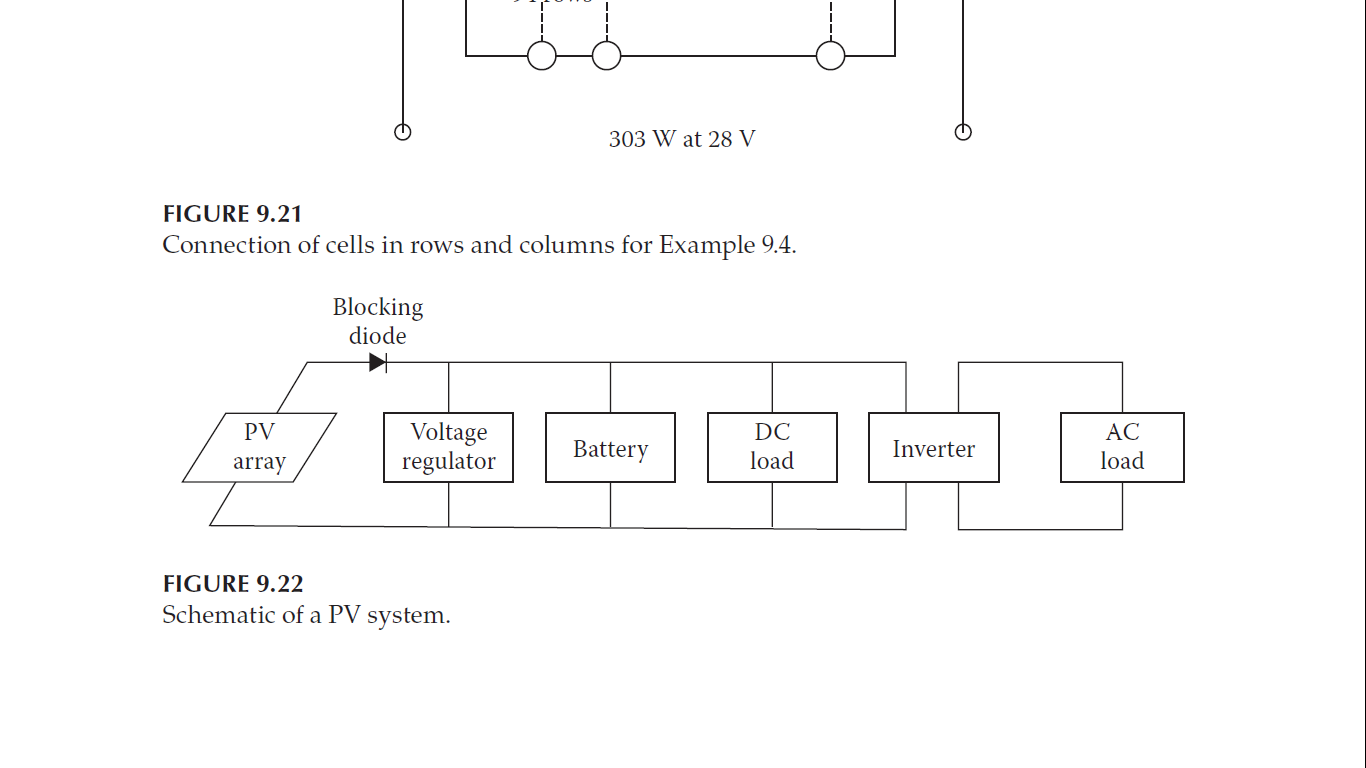 rows
303 W at 28 V
FIGURE 9.21
Connection of cells in rows and columns for Example 9.4.
Blocking
diode
PV
array
Voltage
regulator
Battery
DC
load
Inverter
AC
load
FIGURE 9.22
Schematic of a PV system.